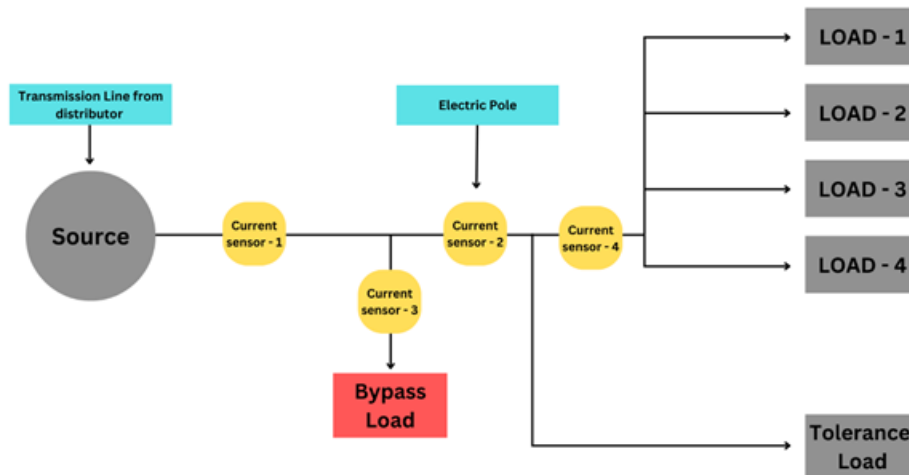 Transmission Line from
distributor
Electric Pole
LOAD - 1
LOAD - 2
LOAD - 3
LOAD - 4
Source
Current
sensor - 1
Current
sensor - 2
Current
sensor - 4
Current
sensor - 3
Bypass
Load
Tolerance
Load